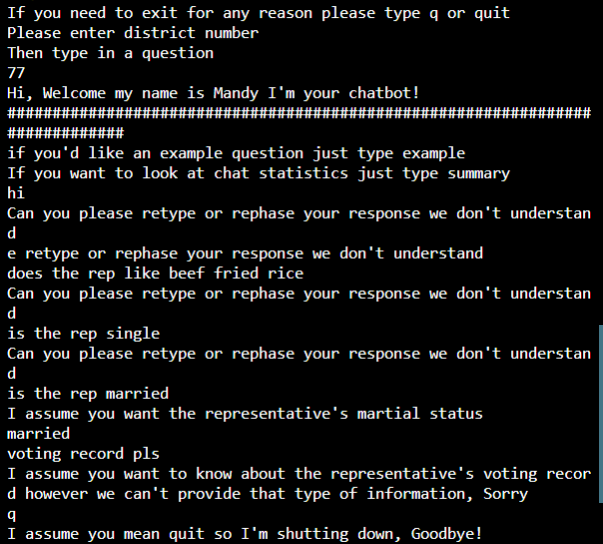 If you need to exit for any reason please type q or quit
Please enter district number
Then type in a question
77
Hi, Welcome my name is Mandy I'm your chatbot!
#################################################################
#############
if you'd like an example question just type example
If you want to look at chat statistics just type summary
hi
Can you please retype or rephase your response we don't understan
d
e retype or rephase your response we don't understand
does the rep like beef fried rice
Can you please retype or rephase your response we don't understan
d
is the rep single
Can you please retype or rephase your response we don't understan
d
is the rep married
I assume you want the representative's martial status
married
voting record pls
I assume you want to know about the representative's voting recor
d however we can't provide that type of information, Sorry
q
I assume you mean quit so I'm shutting down, Goodbye!